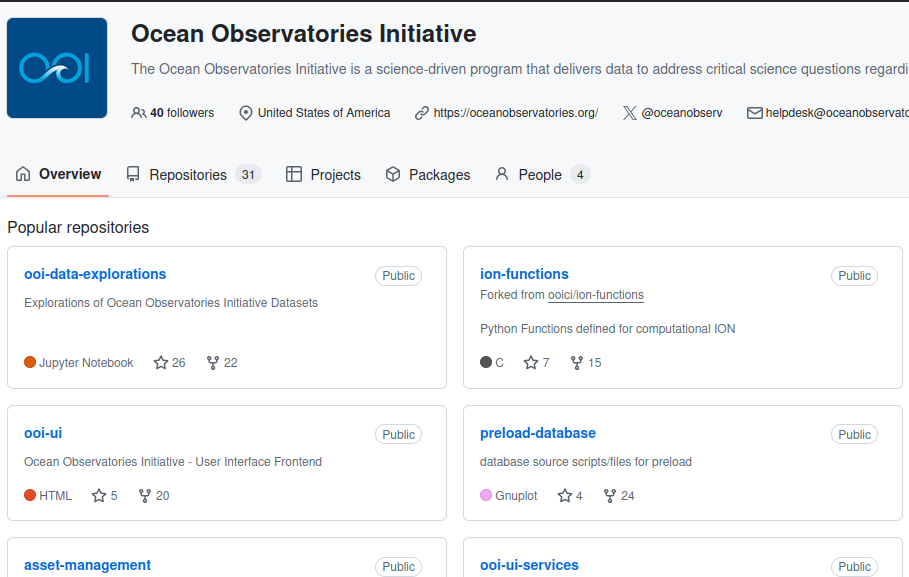 OOI
Ocean Observatories Initiative
The Ocean Observatories Initiative is a science-driven program that delivers data to address critical science questions regardi
40 followers United States of America https://oceanobservatories.org/ @oceanobserv helpdesk@oceanobservato
Overview Repositories 31 Projects Packages People 4
Popular repositories
ooi-data-explorations Public
Explorations of Ocean Observatories Initiative Datasets
Jupyter Notebook 26 22
ion-functions Public
Forked from ooici/ion-functions
Python Functions defined for computational ION
C 7 15
ooi-ui Public
Ocean Observatories Initiative - User Interface Frontend
HTML 5 20
preload-database Public
database source scripts/files for preload
Gnuplot 4 24
asset-management Public
ooi-ui-services Public